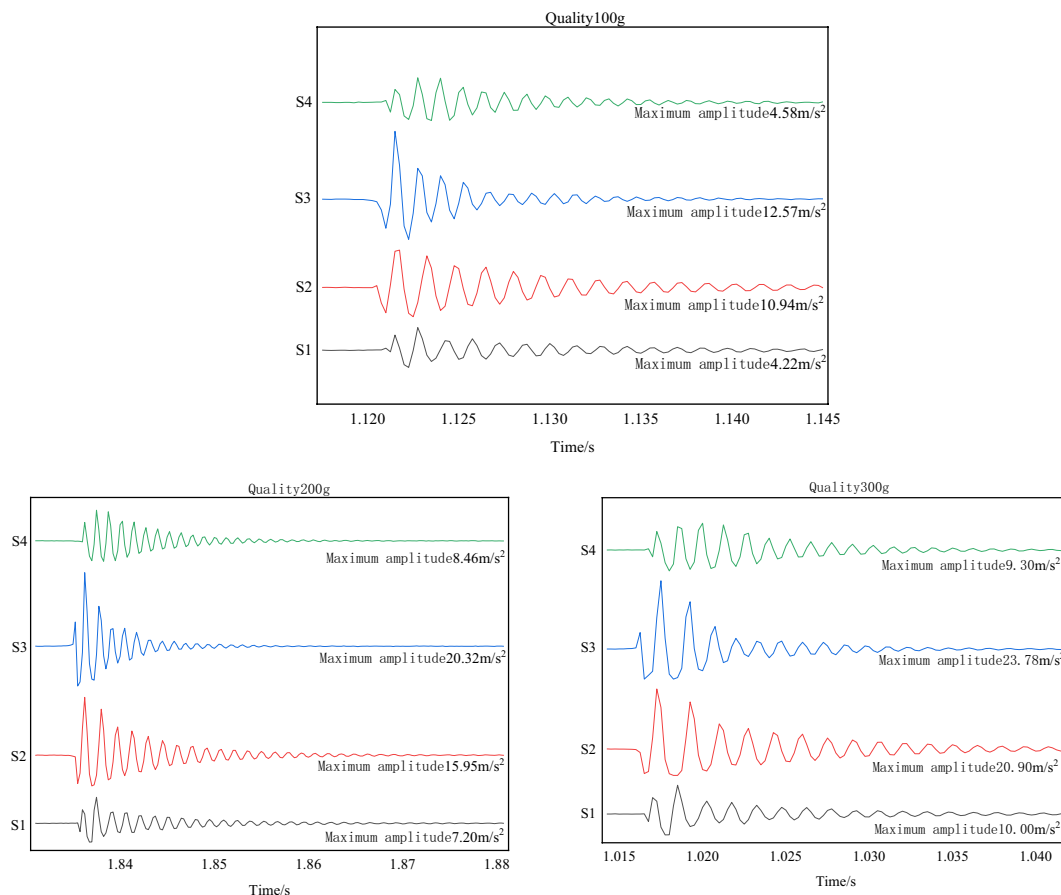 Quality100g
S4
Maximum amplitude4.58m/s²
S3
Maximum amplitude12.57m/s²
S2
Maximum amplitude10.94m/s²
S1
Maximum amplitude4.22m/s²
1.120 1.125 1.130 1.135 1.140 1.145
Time/s
Quality200g
S4
Maximum amplitude8.46m/s²
S3
Maximum amplitude20.32m/s²
S2
Maximum amplitude15.95m/s²
S1
Maximum amplitude7.20m/s²
1.84 1.85 1.86 1.87 1.88
Time/s
Quality300g
S4
Maximum amplitude9.30m/s²
S3
Maximum amplitude23.78m/s²
S2
Maximum amplitude20.90m/s²
S1
Maximum amplitude10.00m/s²
1.015 1.020 1.025 1.030 1.035 1.040
Time/s